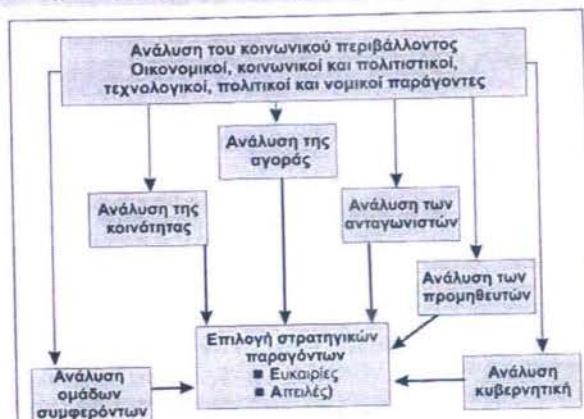 Ανάλυση του κοινωνικού περιβάλλοντος
Οικονομικοί, κοινωνικοί και πολιτιστικοί,
τεχνολογικοί, πολιτικοί και νομικοί παράγοντες
Ανάλυση της
αγοράς
Ανάλυση της
κοινότητας
Ανάλυση των
ανταγωνιστών
Ανάλυση των
προμηθευτών
Επιλογή στρατηγικών
παραγόντων
■ Ευκαιρίες
■ Απειλές)
Ανάλυση
ομάδων
συμφερόντων
Ανάλυση
κυβερνητική